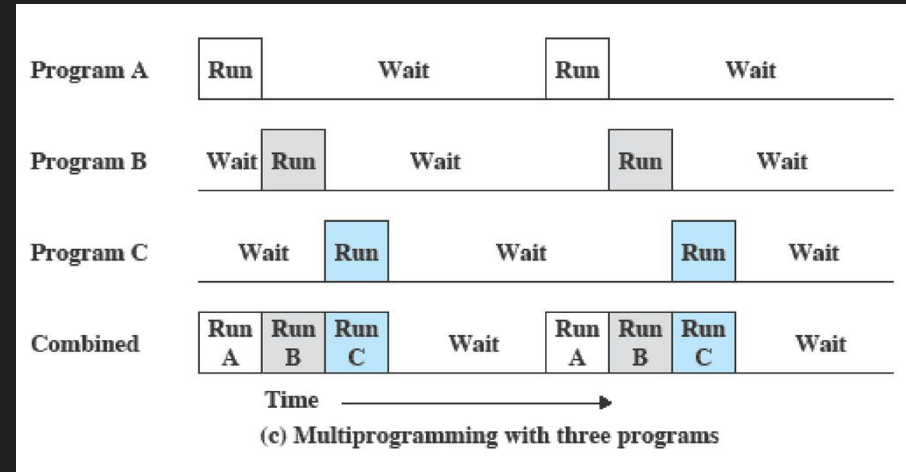 Program A Run Wait Run Wait
Program B Wait Run Wait Run Wait
Program C Wait Run Wait Run Wait
Combined Run A Run B Run C Wait Run A Run B Run C Wait
Time
(c) Multiprogramming with three programs